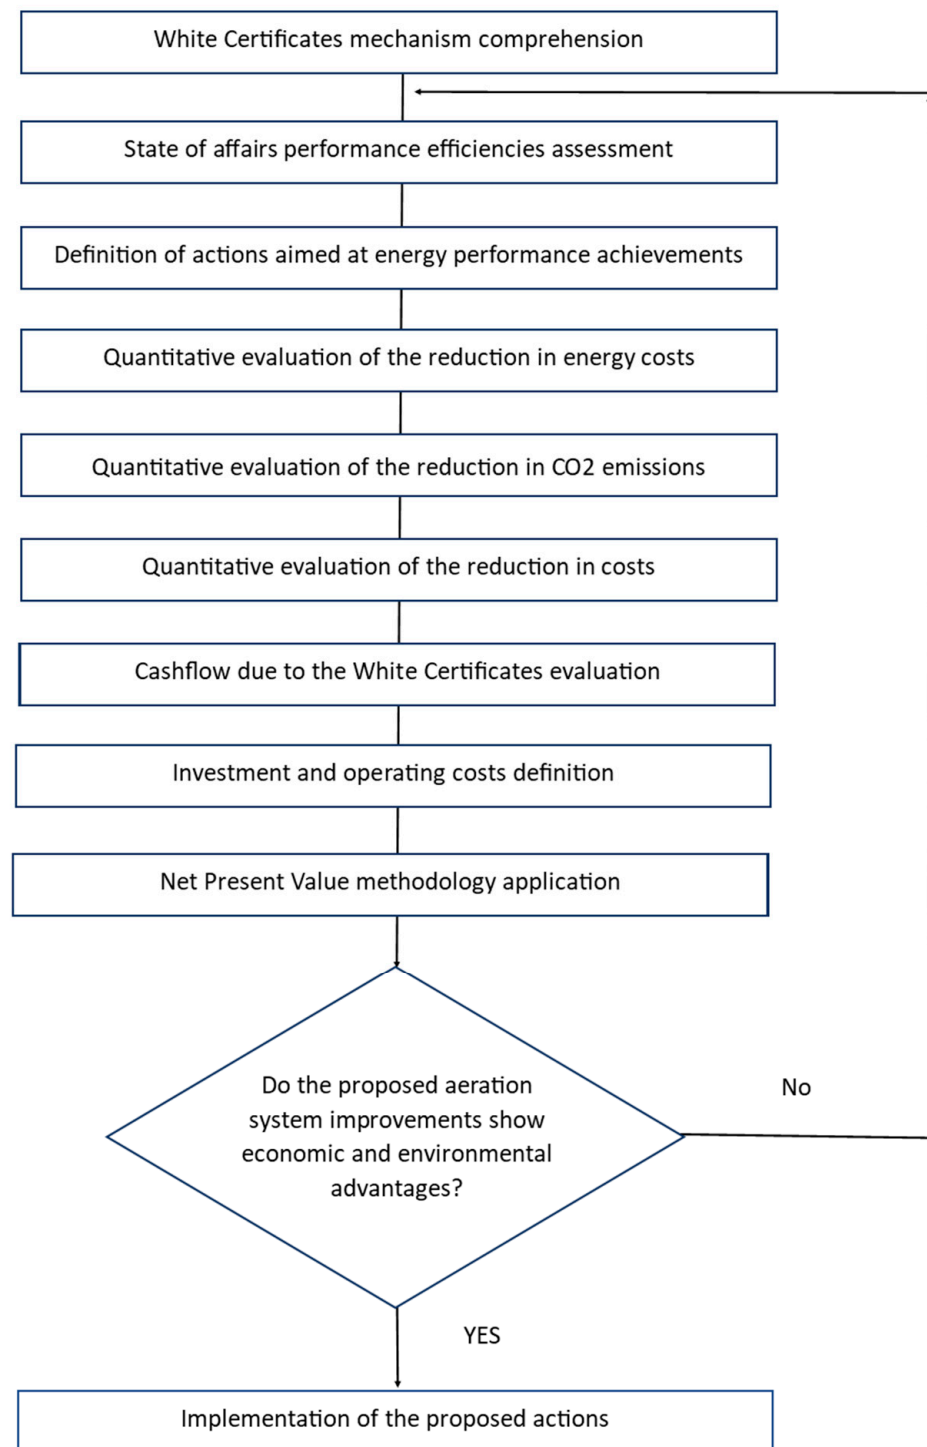 White Certificates mechanism comprehension
State of affairs performance efficiencies assessment
Definition of actions aimed at energy performance achievements
Quantitative evaluation of the reduction in energy costs
Quantitative evaluation of the reduction in CO2 emissions
Quantitative evaluation of the reduction in costs
Cashflow due to the White Certificates evaluation
Investment and operating costs definition
Net Present Value methodology application
Do the proposed aeration
system improvements show
economic and environmental
advantages?
No
YES
Implementation of the proposed actions